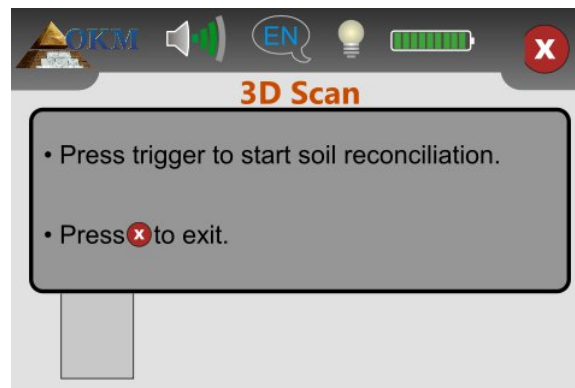 OKM
EN
X
3D Scan
• Press trigger to start soil reconciliation.
• Press x to exit.